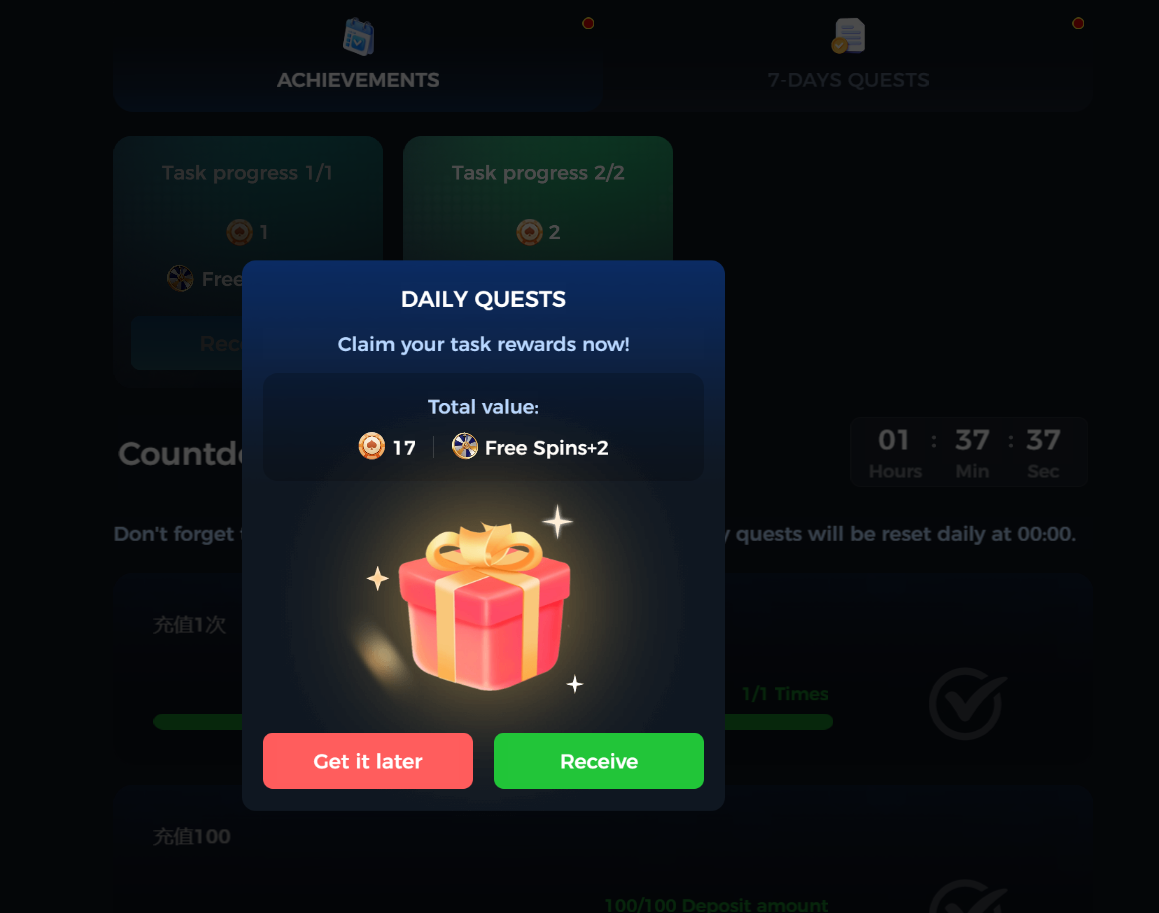 ACHIEVEMENTS
7-DAYS QUESTS
Task progress 1/1
Task progress 2/2
1
2
Free
DAILY QUESTS
Claim your task rewards now!
Total value:
17
Free Spins+2
01 : 37 : 37
Hours Min Sec
Don't forget
quests will be reset daily at 00:00.
充值1次
1/1 Times
Get it later
Receive
充值100
100/100 Deposit amount